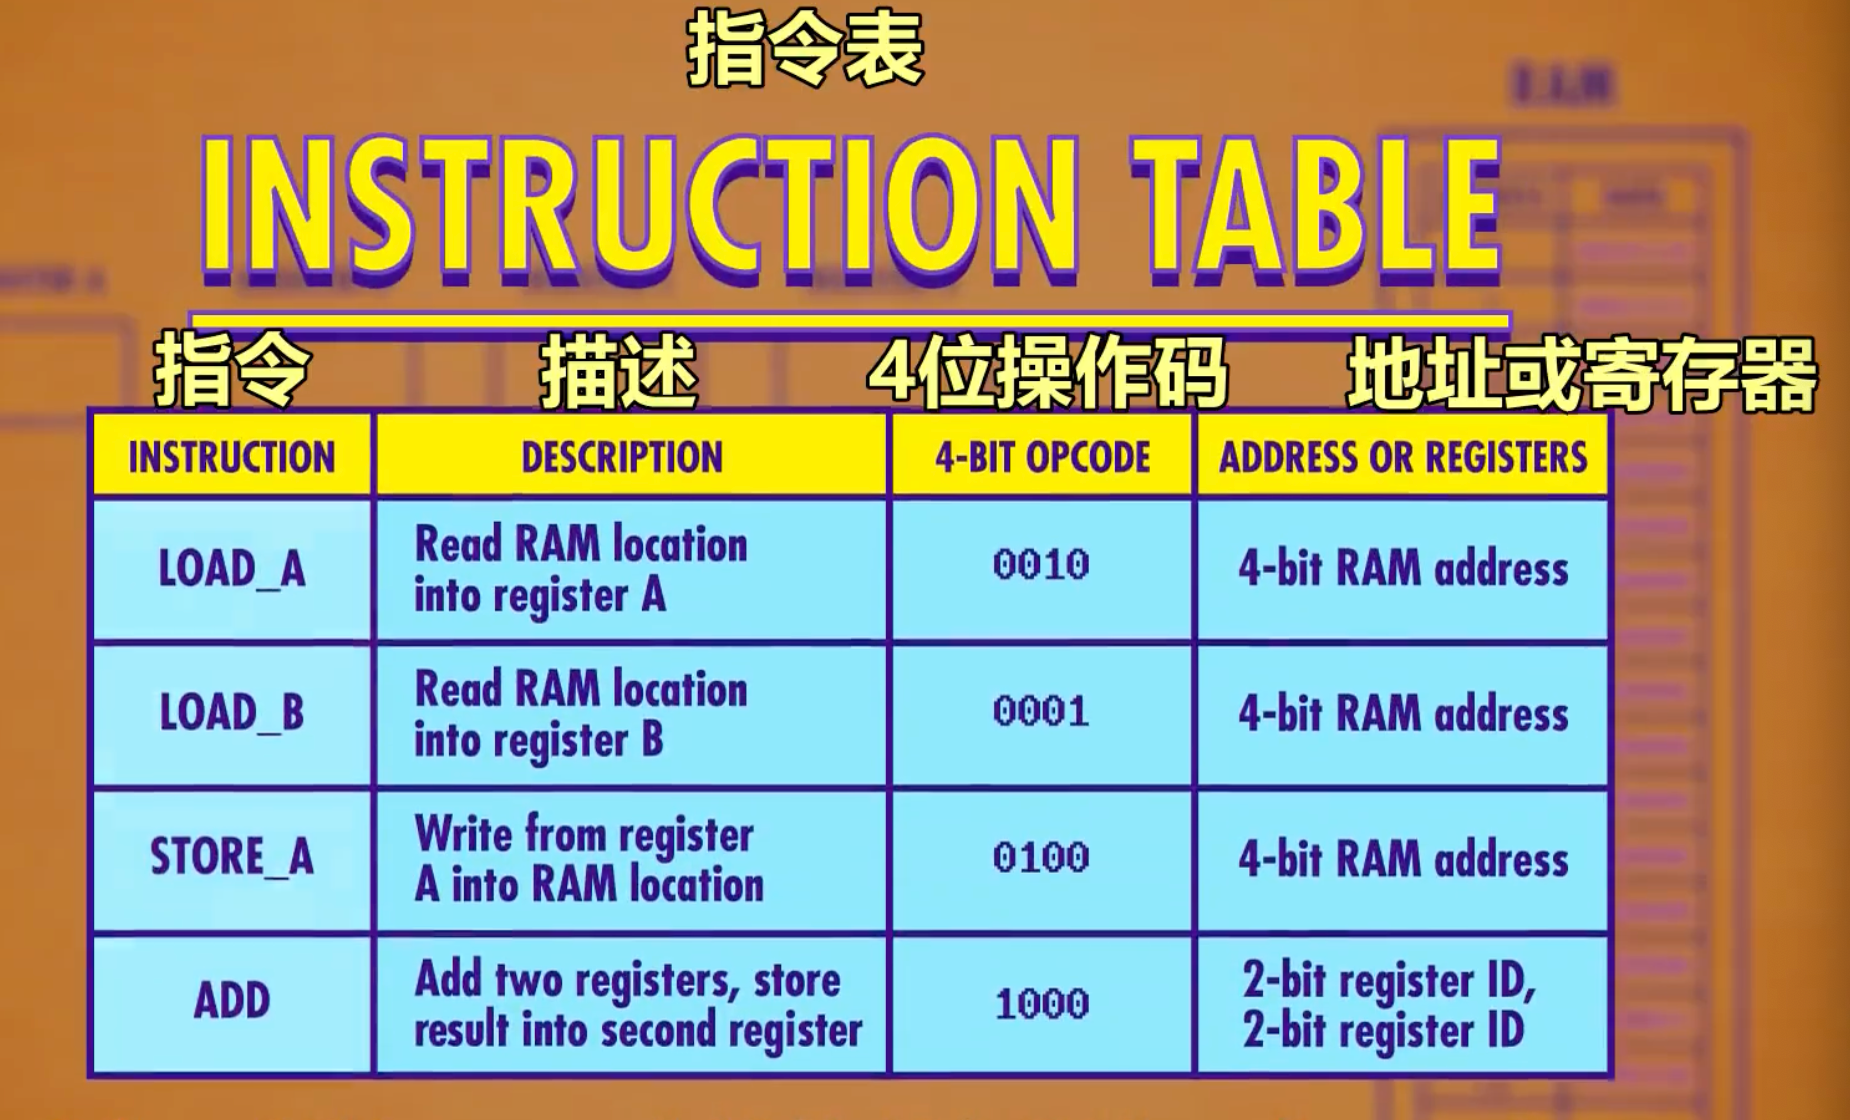 指令表
INSTRUCTION TABLE
指令 描述 4位操作码 地址或寄存器
INSTRUCTION DESCRIPTION 4-BIT OPCODE ADDRESS OR REGISTERS
LOAD_A
Read RAM location
into register A
0010
4-bit RAM address
LOAD_B
Read RAM location
into register B
0001
4-bit RAM address
STORE_A
Write from register
A into RAM location
0100
4-bit RAM address
ADD
Add two registers, store
result into second register
1000
2-bit register ID,
2-bit register ID
RAM